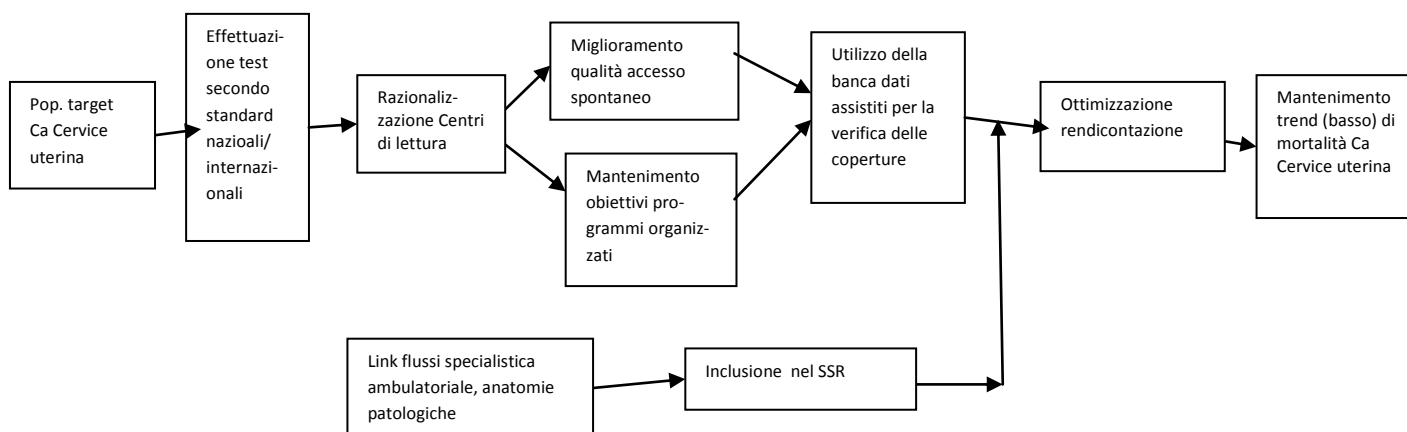 Pop. target
Ca Cervice
uterina
Effettuazi-
one test
secondo
standard
nazioali/
internazi-
onali
Razionaliz-
zazione Centri
di lettura
Miglioramento
qualità accesso
spontaneo
Mantenimento
obiettivi pro-
grammi organiz-
zati
Utilizzo della
banca dati
assistiti per la
verifica delle
coperture
Ottimizzazione
rendicontazione
Mantenimento
trend (basso) di
mortalità Ca
Cervice uterina
Link flussi specialistica
ambulatoriale, anatomie
patologiche
Inclusione nel SSR